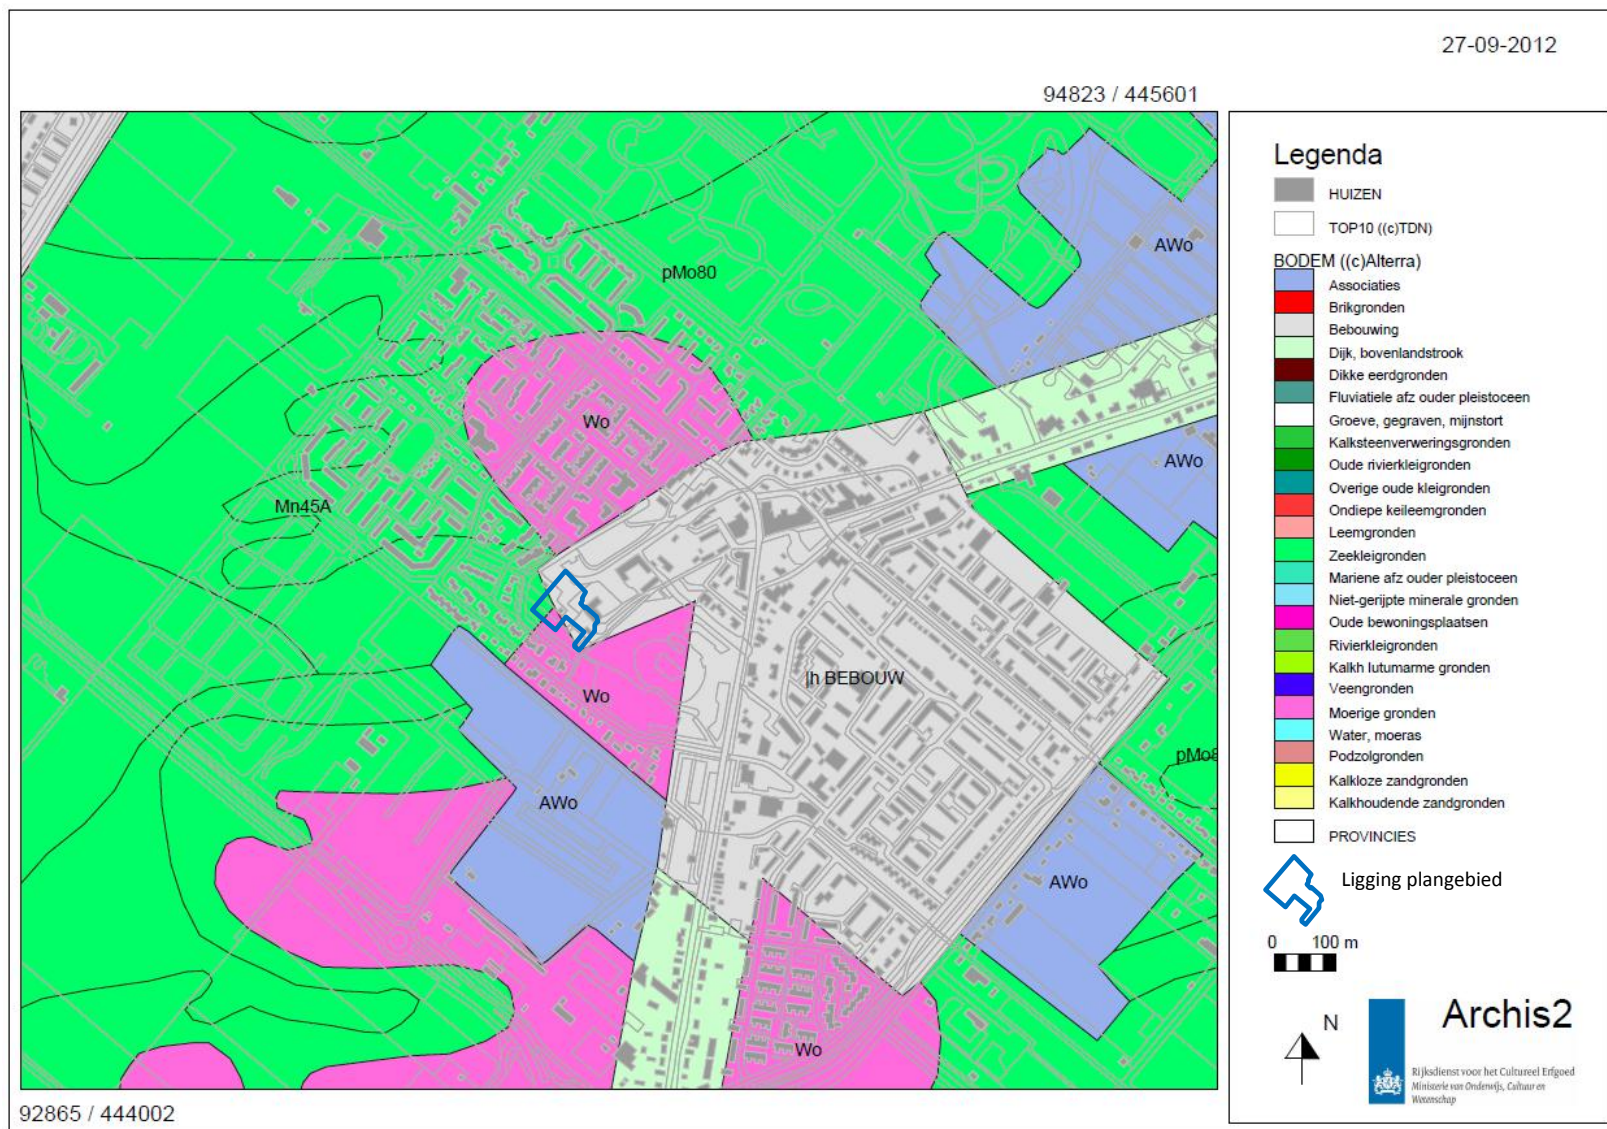 27-09-2012
94823 / 445601
pMo80
AWo
Wo
AWo
Mn45A
|h BEBOUW
Wo
pMo8
AWo
AWo
Wo
92865 / 444002
Legenda
HUIZEN
TOP10 ((c)TDN)
BODEM ((c)Alterra)
Associaties
Brikgronden
Bebouwing
Dijk, bovenlandstrook
Dikke eerdgronden
Fluviatiele afz ouder pleistoceen
Groeve, gegraven, mijnstort
Kalksteenverweringsgronden
Oude rivierkleigronden
Overige oude kleigronden
Ondiepe keileemgronden
Leemgronden
Zeekleigronden
Mariene afz ouder pleistoceen
Niet-gerijpte minerale gronden
Oude bewoningsplaatsen
Rivierkleigronden
Kalkh lutumarme gronden
Veengronden
Moerige gronden
Water, moeras
Podzolgronden
Kalkloze zandgronden
Kalkhoudende zandgronden
PROVINCIES
Ligging plangebied
0 100 m
N
Archis2
Rijksdienst voor het Cultureel Erfgoed
Ministerie van Onderwijs, Cultuur en
Wetenschap